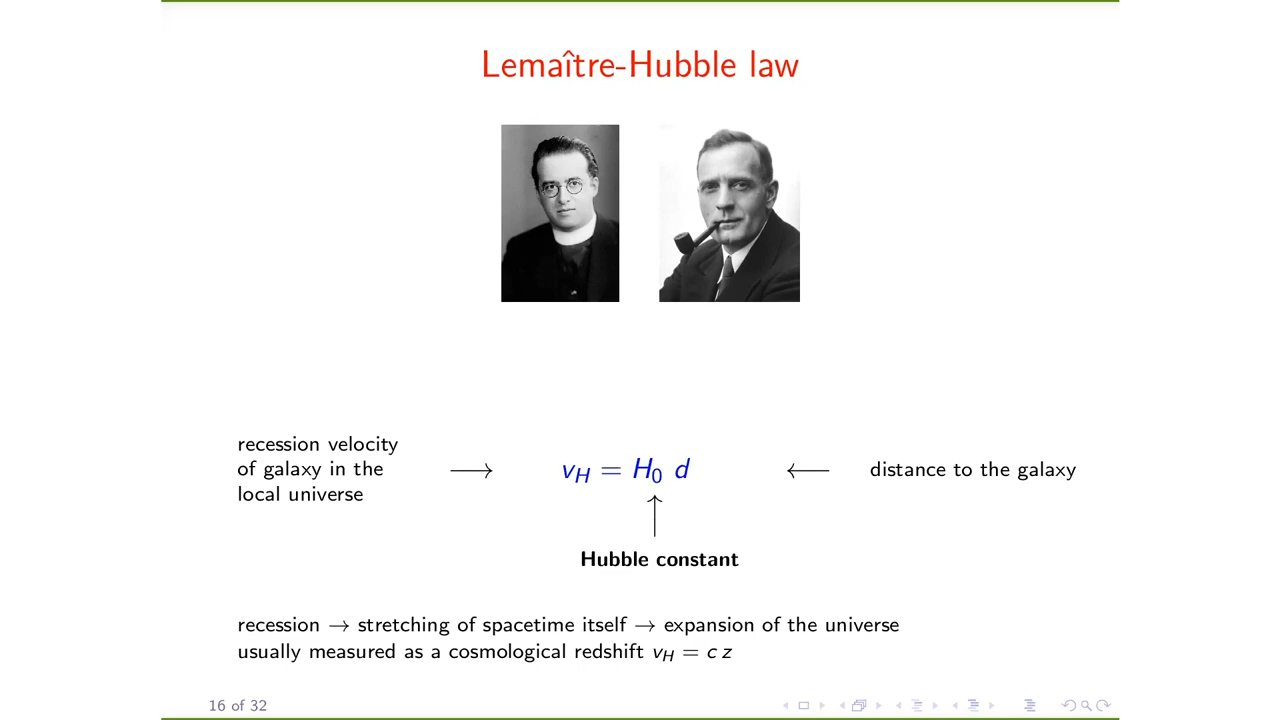 Lemaître-Hubble law
recession velocity
of galaxy in the
local universe
⟶
v_H = H_0 d
⟵
distance to the galaxy
↑
Hubble constant
recession → stretching of spacetime itself → expansion of the universe
usually measured as a cosmological redshift v_H = c z
16 of 32